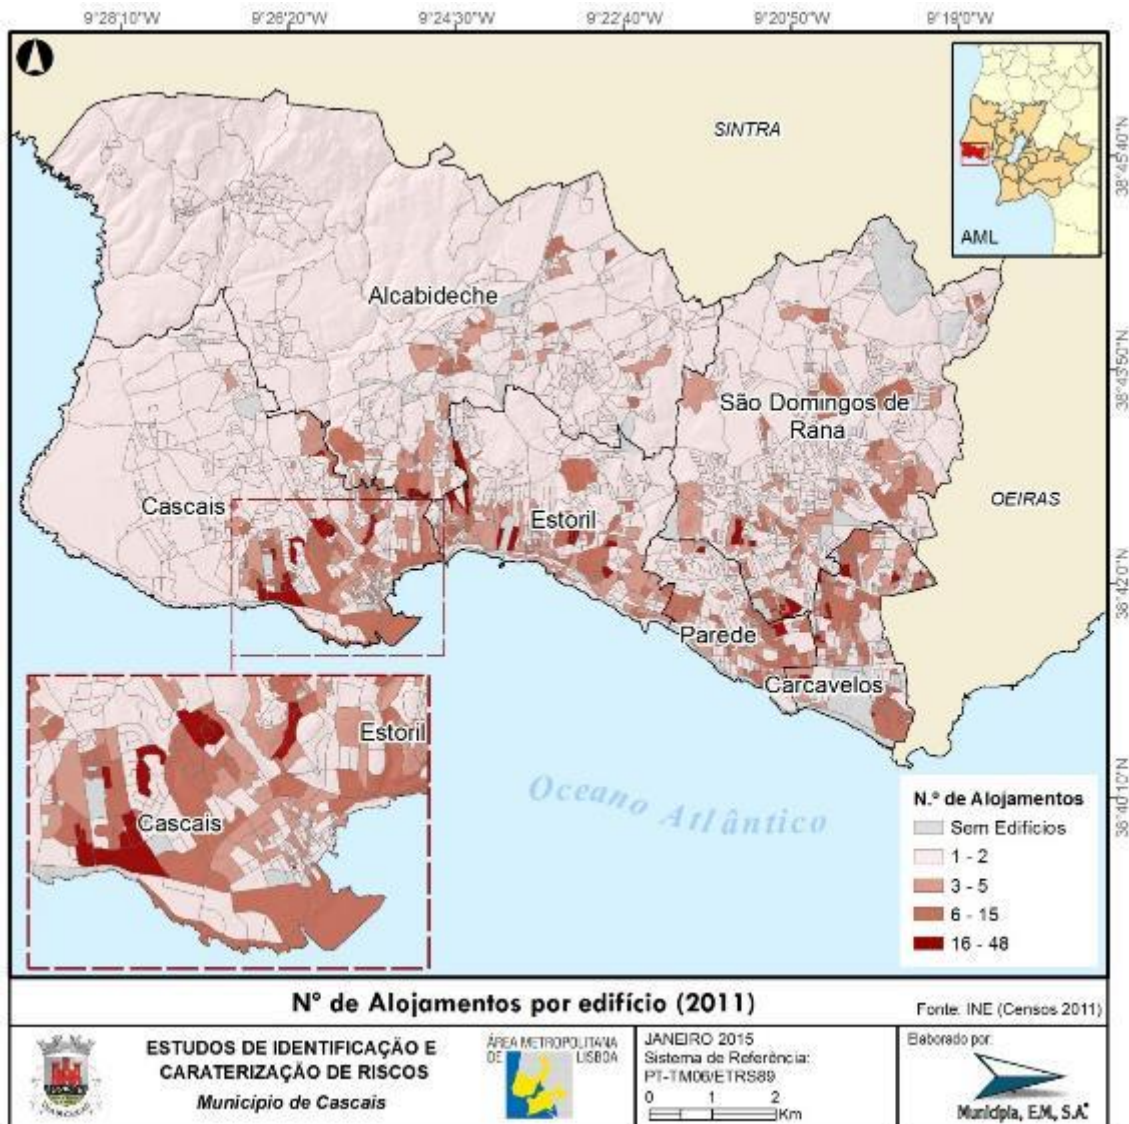 9°28'10"W 9°26'20"W 9°24'30"W 9°22'40"W 9°20'50"W 9°19'0"W
SINTRA
38°45'40"N
AML
Alcabideche
38°43'50"N
São Domingos de
Rana
OEIRAS
Cascais
Estoril
38°42'0"N
Parede
Carcavelos
Estoril
Cascais
Oceano Atlântico
38°40'10"N
N.º de Alojamentos
Sem Edifícios
1 - 2
3 - 5
6 - 15
16 - 48
Nº de Alojamentos por edifício (2011)
Fonte: INE (Censos 2011)
ESTUDOS DE IDENTIFICAÇÃO E
CARATERIZAÇÃO DE RISCOS
Município de Cascais
ÁREA METROPOLITANA
DE LISBOA
JANEIRO 2015
Sistema de Referência:
PT-TM06/ETRS89
0 1 2
Km
Elaborado por:
Municípia, E.M., S.A.